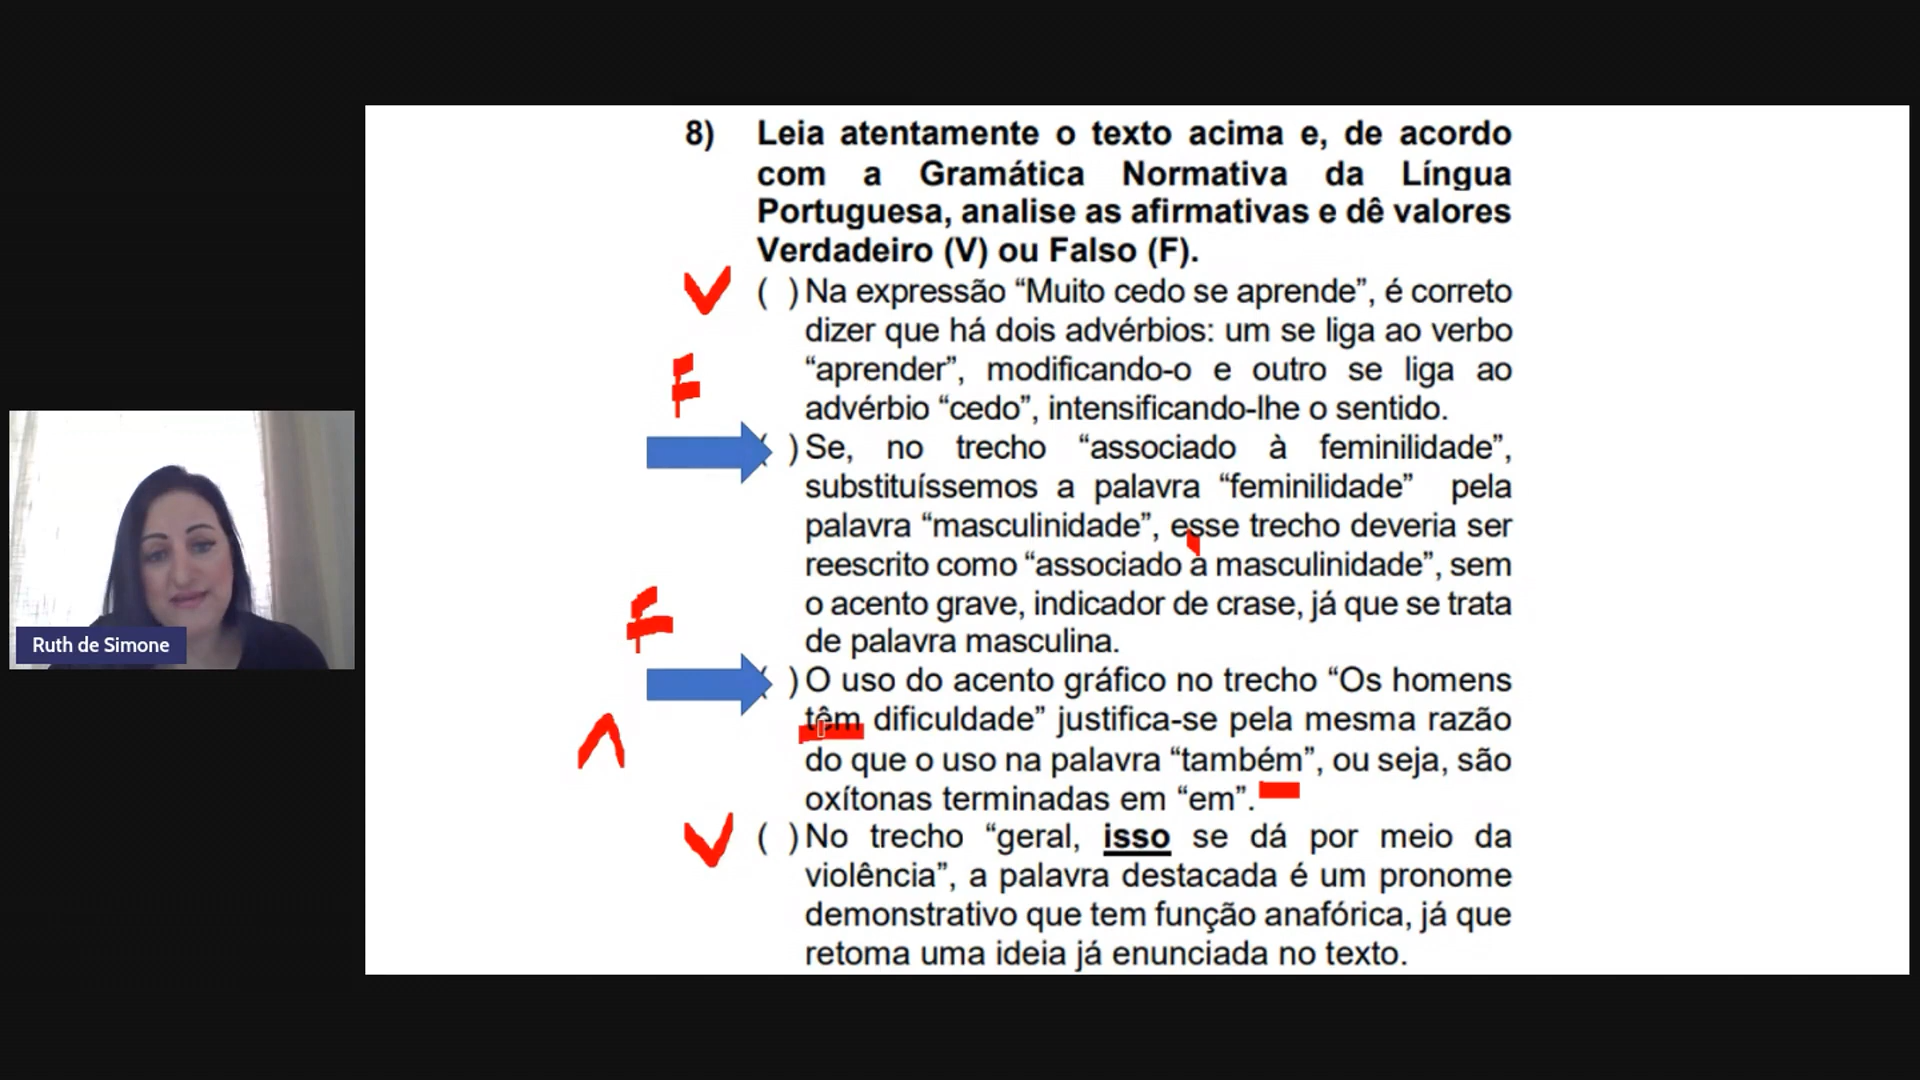 8) Leia atentamente o texto acima e, de acordo
com a Gramática Normativa da Língua
Portuguesa, analise as afirmativas e dê valores
Verdadeiro (V) ou Falso (F).
V ( ) Na expressão “Muito cedo se aprende”, é correto
dizer que há dois advérbios: um se liga ao verbo
F “aprender”, modificando-o e outro se liga ao
advérbio “cedo”, intensificando-lhe o sentido.
( ) Se, no trecho “associado à feminilidade”,
substituíssemos a palavra “feminilidade” pela
palavra “masculinidade”, esse trecho deveria ser
reescrito como “associado a masculinidade”, sem
F o acento grave, indicador de crase, já que se trata
de palavra masculina.
( ) O uso do acento gráfico no trecho “Os homens
^ têm dificuldade” justifica-se pela mesma razão
do que o uso na palavra “também”, ou seja, são
oxítonas terminadas em “em”.
V ( ) No trecho “geral, isso se dá por meio da
violência”, a palavra destacada é um pronome
demonstrativo que tem função anafórica, já que
retoma uma ideia já enunciada no texto.
Ruth de Simone